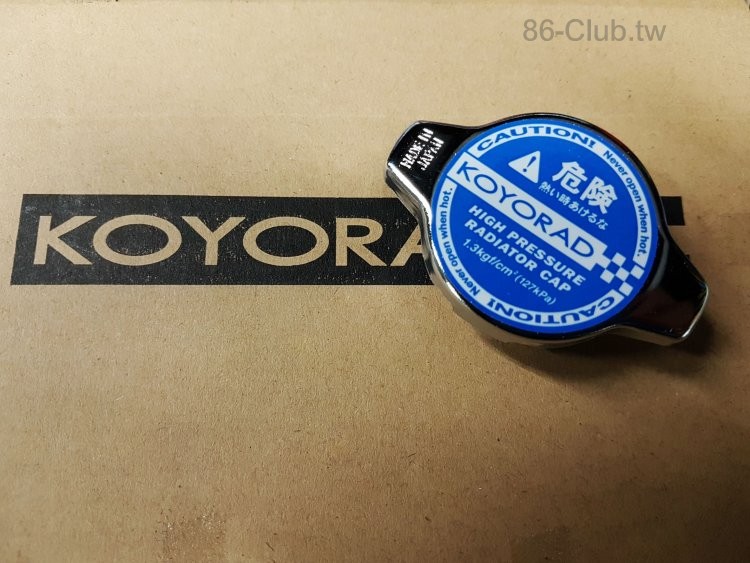 86-Club.tw
KOYORA
MADE IN
JAPAN
CAUTION! Never open when hot.
危険
熱い時あけるな
KOYORAD
HIGH PRESSURE
RADIATOR CAP
1.3kgf/cm² (127kPa)
CAUTION! Never open when hot.